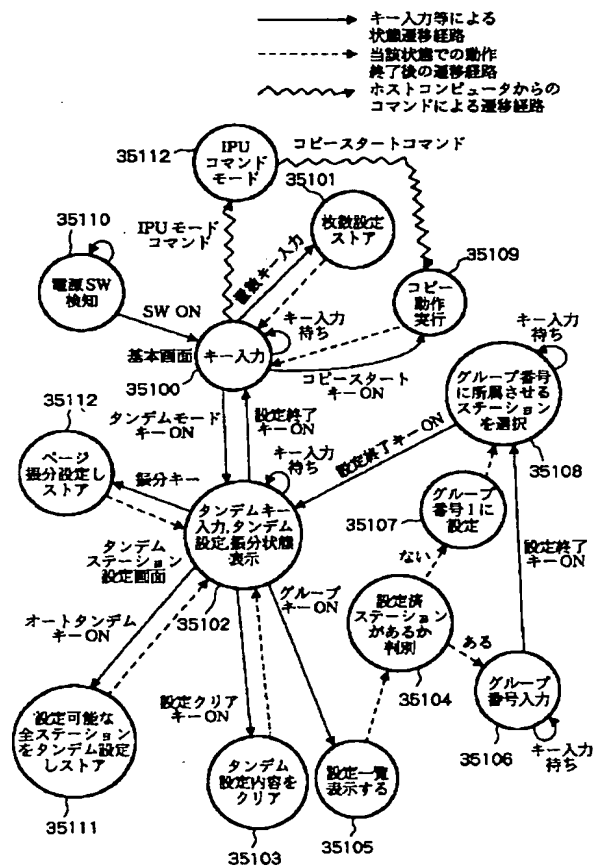 キー入力等による
状態遷移経路
当該状態での動作
終了後の遷移経路
ホストコンピュータからの
コマンドによる遷移経路
35112
IPU
コマンド
モード
コピースタートコマンド
35101
枚数設定
ストア
35110
電源SW
検知
IPUモード
コマンド
置数キー入力
35109
コピー
動作
実行
SW ON
キー入力
待ち
基本画面
キー入力
35100
コピースタート
キーON
キー入力
待ち
グループ番号
に所属させる
ステーション
を選択
35108
35112
ページ
振分設定し
ストア
タンデムモード
キーON
設定終了
キーON
キー入力
待ち
設定終了キーON
振分キー
タンデムキー
入力,タンデム
設定,振分状態
表示
35102
35107
グループ
番号1に
設定
タンデム
ステーション
設定画面
ない
設定終了
キーON
グループ
キーON
オートタンデム
キーON
設定済
ステーション
があるか
判別
35104
ある
グループ
番号入力
35106
キー入力
待ち
設定可能な
全ステーション
をタンデム設定
しストア
35111
設定クリア
キーON
タンデム
設定内容を
クリア
35103
設定一覧
表示する
35105